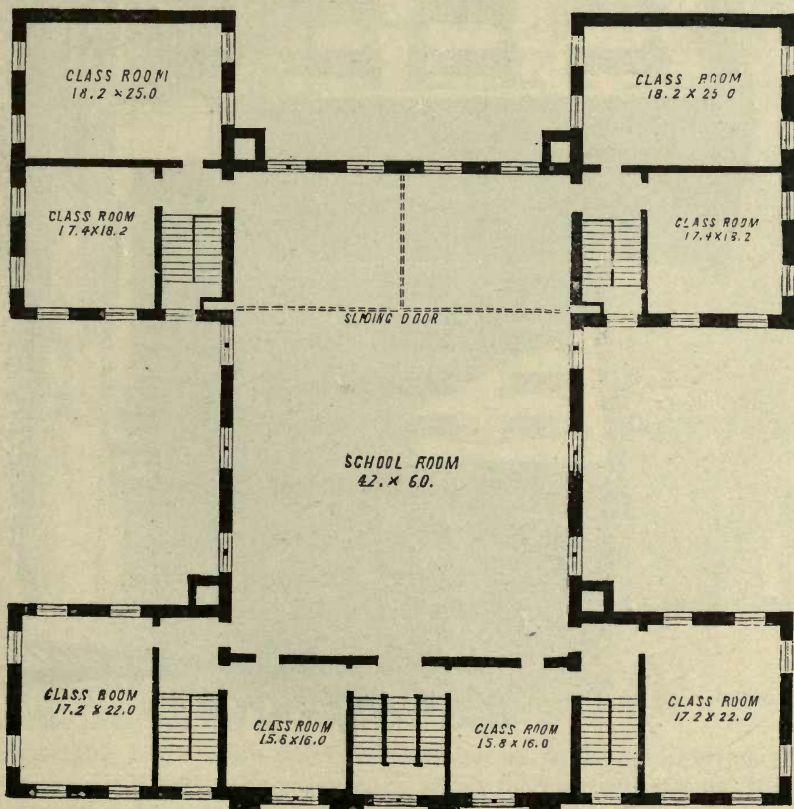 CLASS ROOM
18.2 × 25.0
CLASS ROOM
18.2 × 25 0
CLASS ROOM
17.4×18.2
CLASS ROOM
17.4×18.2
SLIDING DOOR
SCHOOL ROOM
42. × 60.
CLASS ROOM
17.2 × 22.0
CLASS ROOM
15.8×16.0
CLASS ROOM
15.8 × 16.0
CLASS ROOM
17.2 × 22.0